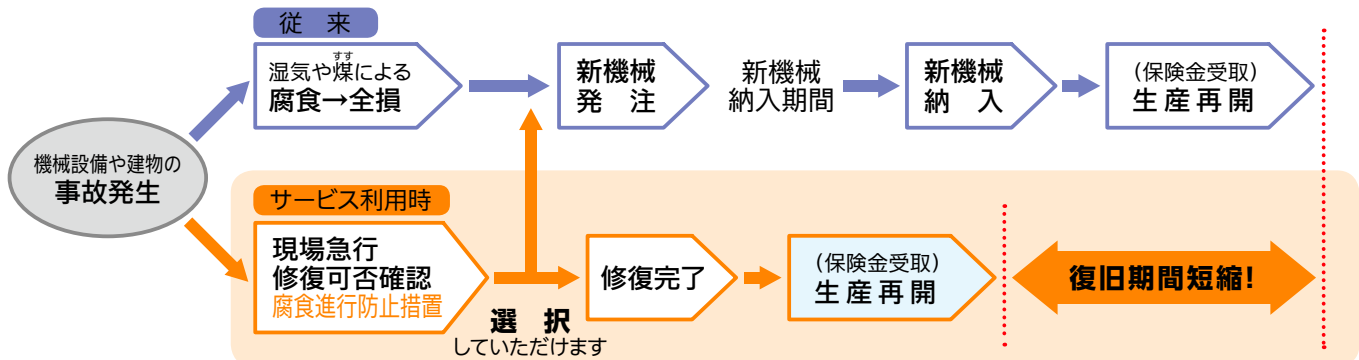 従 来
湿気や煤による
すす
腐食→全損
新機械
発 注
新機械
納入期間
新機械
納 入
(保険金受取)
生産再開
機械設備や建物の
事故発生
サービス利用時
現場急行
修復可否確認
腐食進行防止措置
選 択
していただけます
修復完了
(保険金受取)
生産再開
復旧期間短縮!